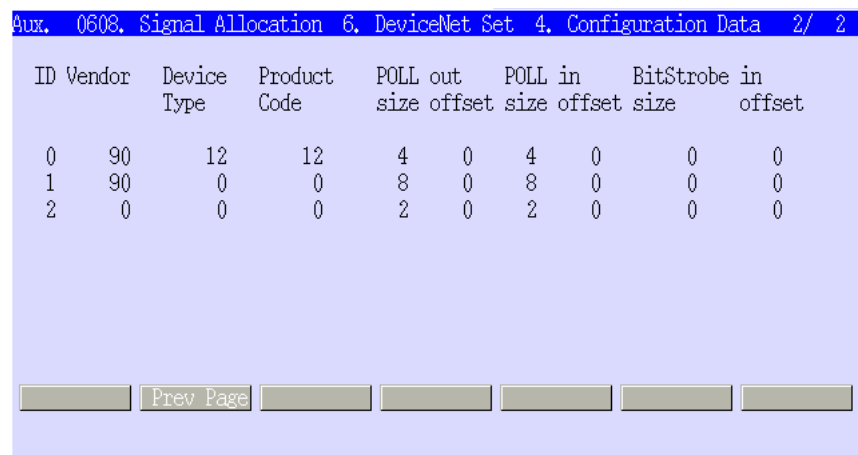 Aux. 0608. Signal Allocation 6. DeviceNet Set 4. Configuration Data 2/ 2
ID Vendor Device Product POLL out POLL in BitStrobe in
Type Code size offset size offset size offset
0 90 12 12 4 0 4 0 0 0
1 90 0 0 8 0 8 0 0 0
2 0 0 0 2 0 2 0 0 0
Prev Page